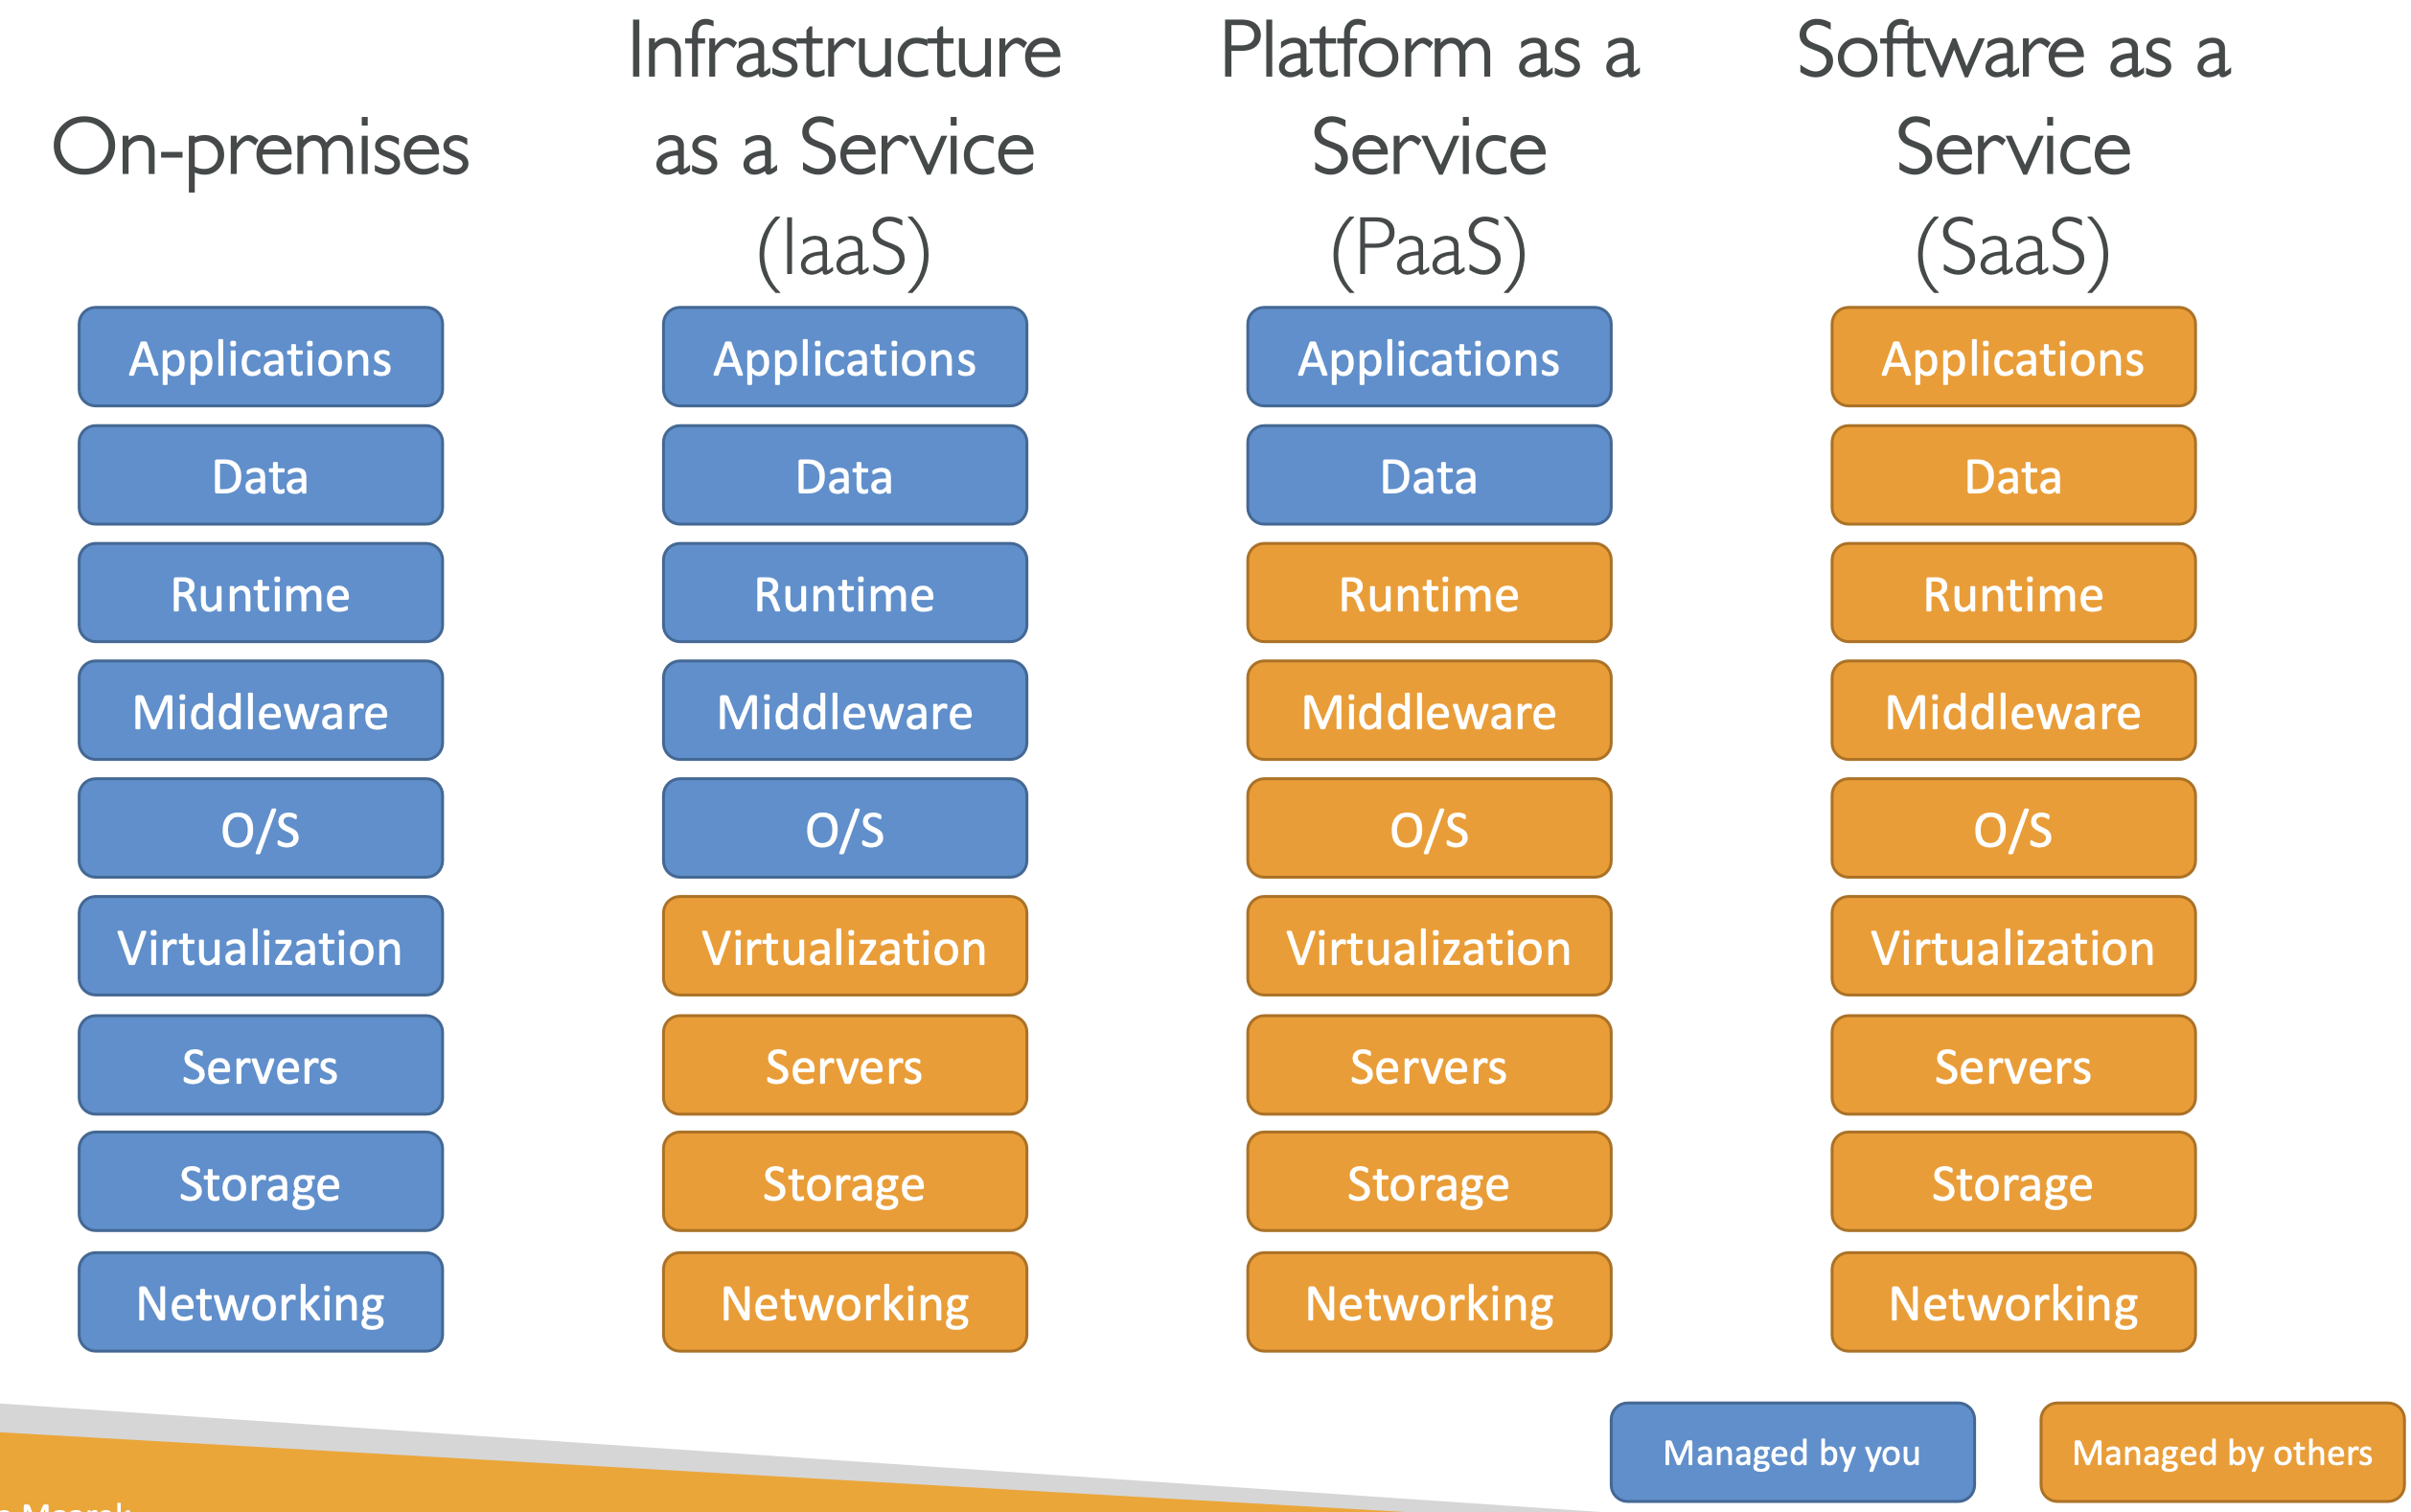 On-premises
Infrastructure
as a Service
(IaaS)
Platform as a
Service
(PaaS)
Software as a
Service
(SaaS)
Applications
Applications
Applications
Applications
Data
Data
Data
Data
Runtime
Runtime
Runtime
Runtime
Middleware
Middleware
Middleware
Middleware
O/S
O/S
O/S
O/S
Virtualization
Virtualization
Virtualization
Virtualization
Servers
Servers
Servers
Servers
Storage
Storage
Storage
Storage
Networking
Networking
Networking
Networking
Managed by you
Managed by others